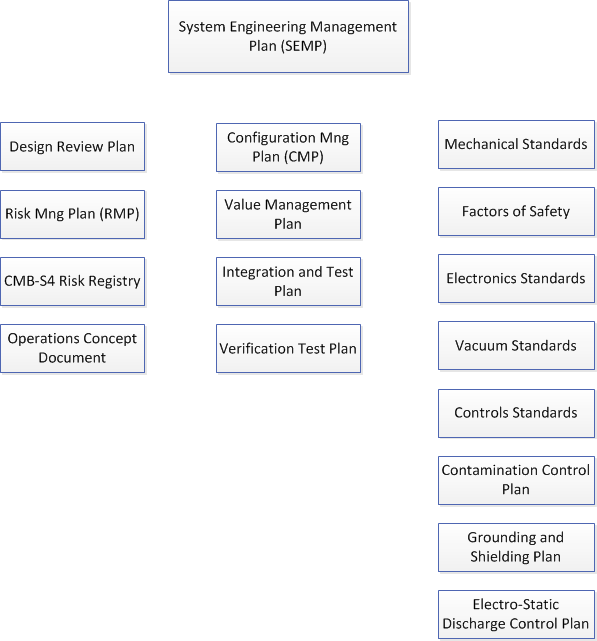 System Engineering Management
Plan (SEMP)
Design Review Plan
Risk Mng Plan (RMP)
CMB-S4 Risk Registry
Operations Concept
Document
Configuration Mng
Plan (CMP)
Value Management
Plan
Integration and Test
Plan
Verification Test Plan
Mechanical Standards
Factors of Safety
Electronics Standards
Vacuum Standards
Controls Standards
Contamination Control
Plan
Grounding and
Shielding Plan
Electro-Static
Discharge Control Plan